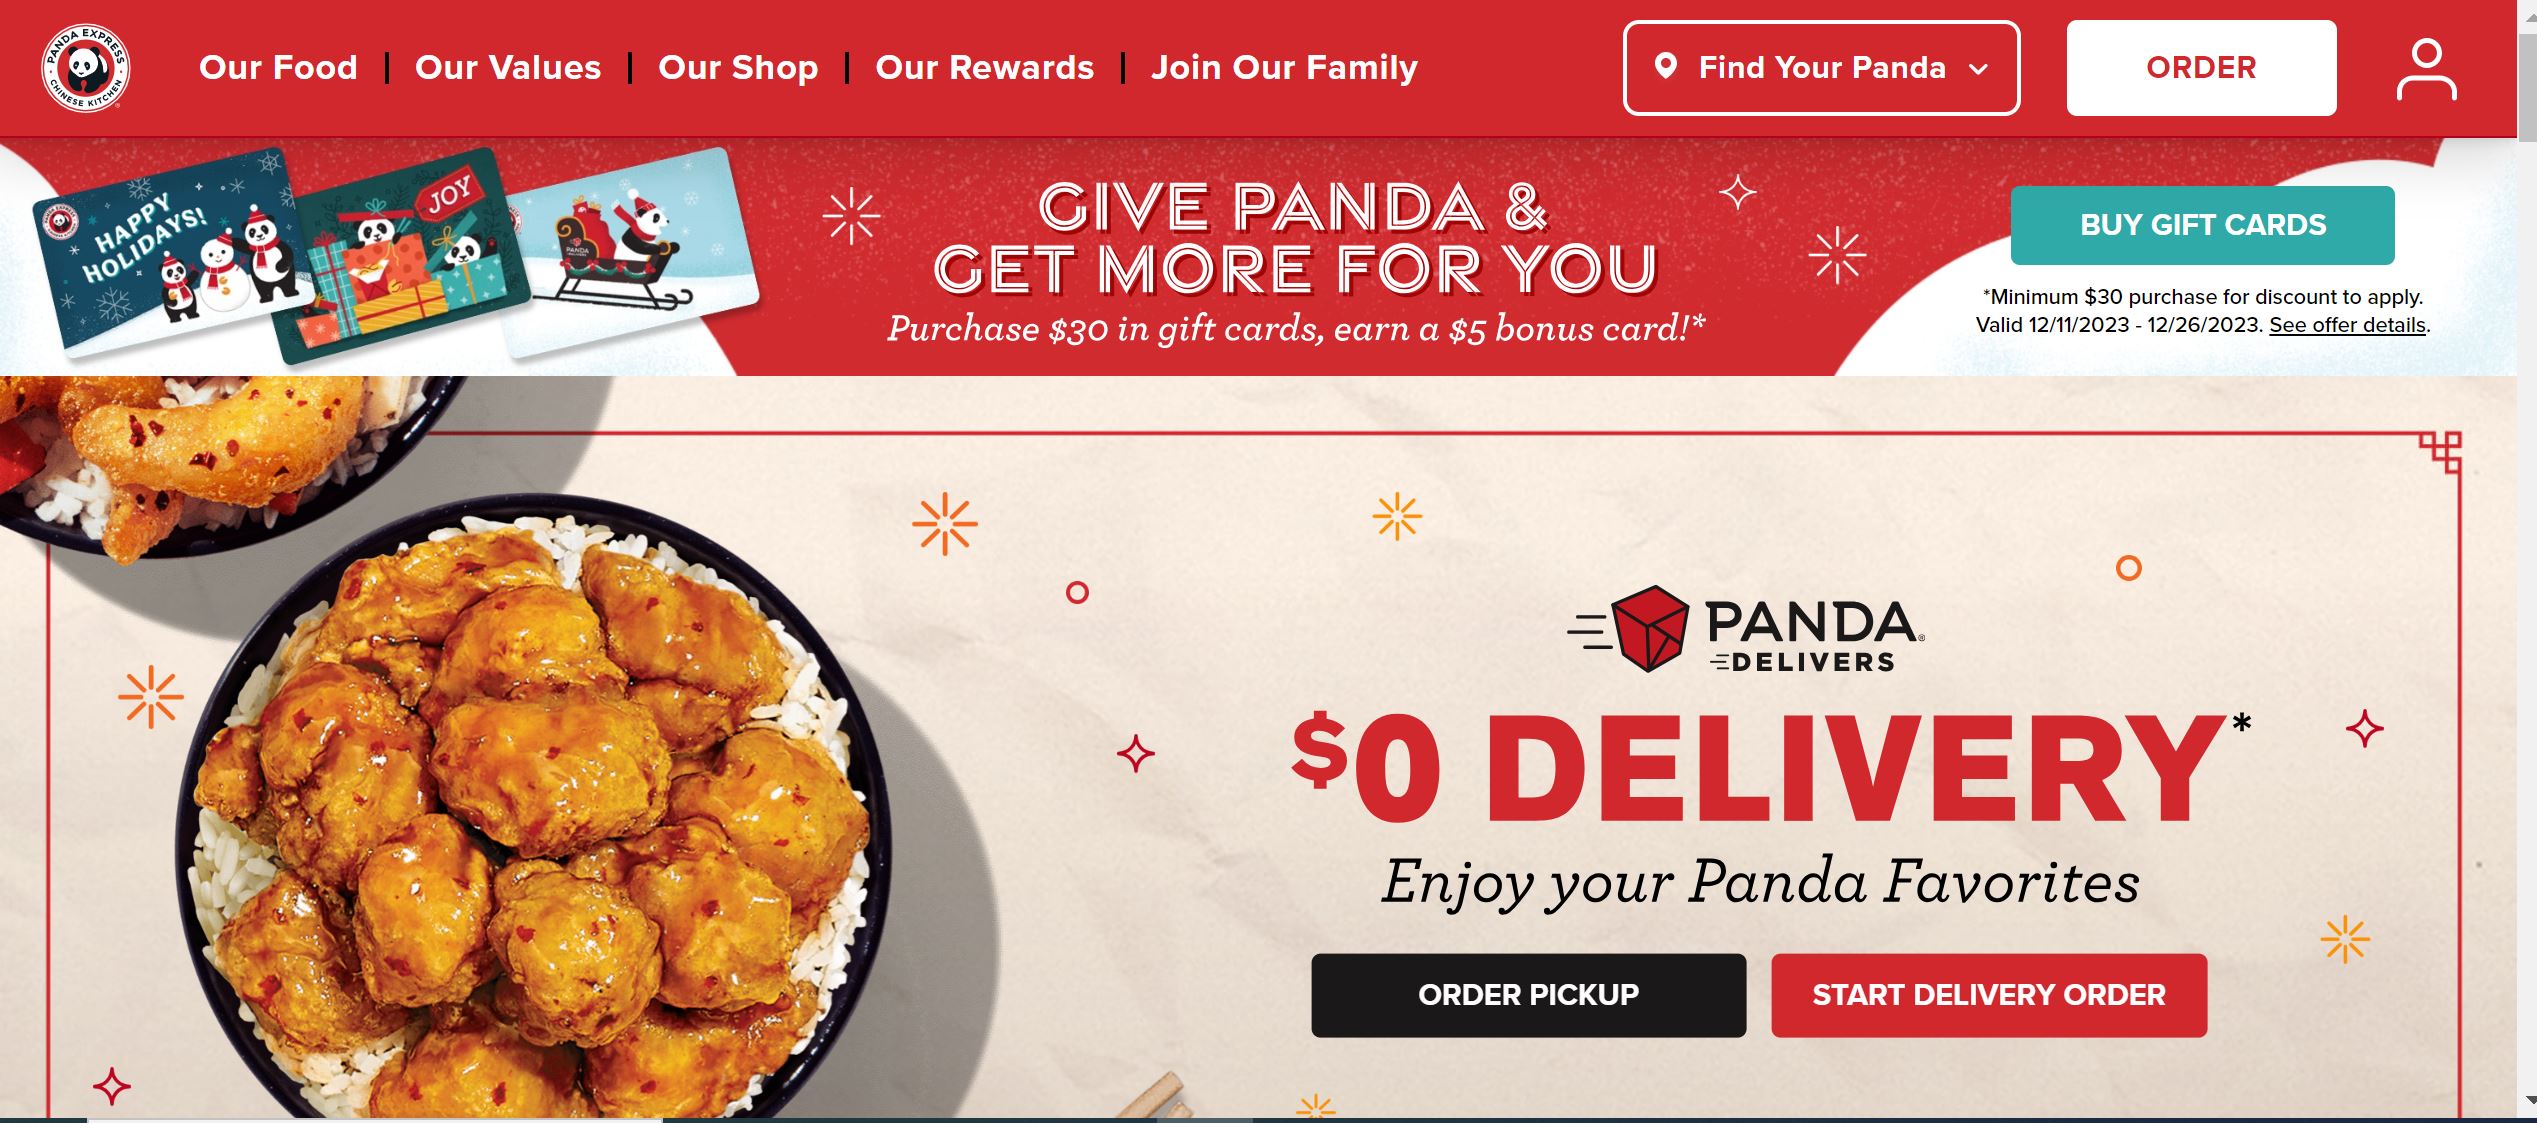 PANDA EXPRESS
CHINESE KITCHEN
Our Food
Our Values
Our Shop
Our Rewards
Join Our Family
Find Your Panda
ORDER
HAPPY
HOLIDAYS!
JOY
PANDA
GIVE PANDA &
GET MORE FOR YOU
Purchase $30 in gift cards, earn a $5 bonus card!*
BUY GIFT CARDS
*Minimum $30 purchase for discount to apply.
Valid 12/11/2023 - 12/26/2023. See offer details.
PANDA®
DELIVERS
$0 DELIVERY*
Enjoy your Panda Favorites
ORDER PICKUP
START DELIVERY ORDER